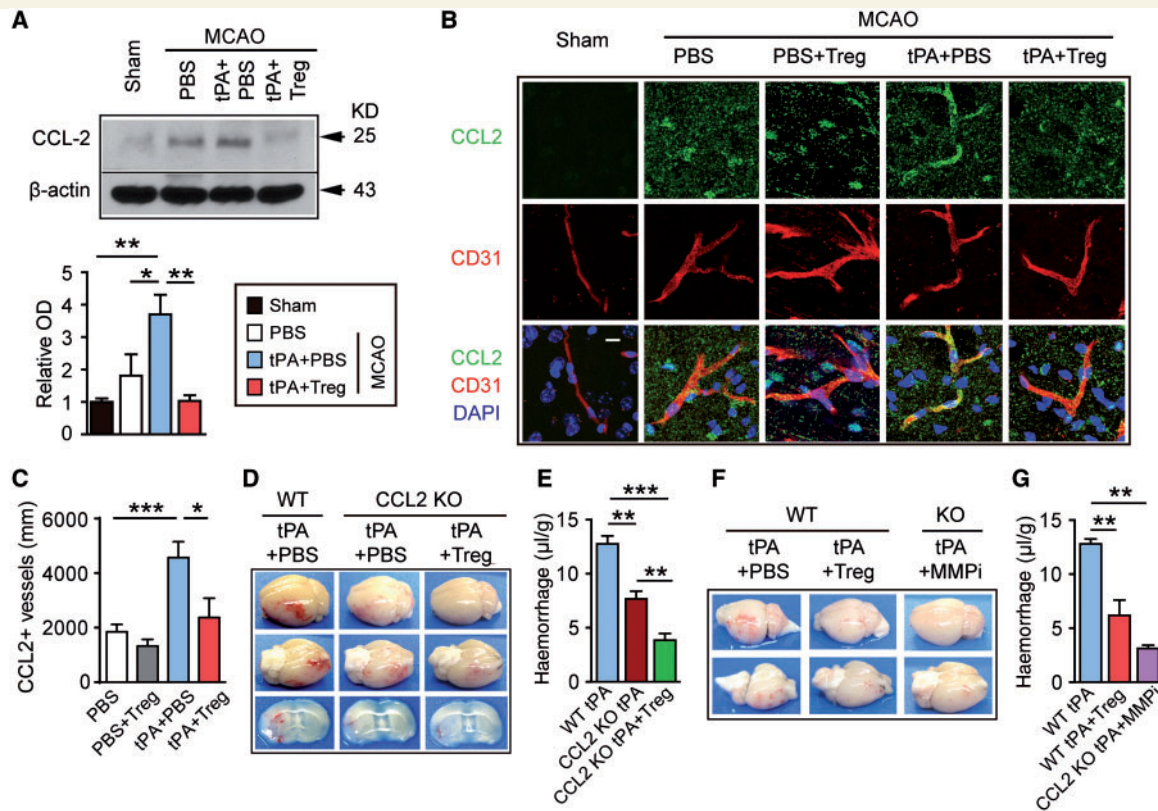 A
MCAO
Sham
PBS
tPA+
PBS
tPA+
Treg
KD
CCL-2
25
β-actin
43
**
*
**
5
4
3
2
1
0
Relative OD
Sham
PBS
tPA+PBS
tPA+Treg
MCAO
B
MCAO
Sham
PBS
PBS+Treg
tPA+PBS
tPA+Treg
CCL2
CD31
CCL2
CD31
DAPI
C
***
*
6000
4000
2000
0
CCL2+ vessels (mm)
PBS
PBS+Treg
tPA+PBS
tPA+Treg
D
WT
CCL2 KO
tPA
+PBS
tPA
+PBS
tPA
+Treg
E
***
**
**
15
10
5
0
Haemorrhage (µl/g)
WT tPA
CCL2 KO tPA
CCL2 KO tPA+Treg
F
WT
KO
tPA
+PBS
tPA
+Treg
tPA
+MMPi
G
**
**
15
10
5
0
Haemorrhage (µl/g)
WT tPA
WT tPA+Treg
CCL2 KO tPA+MMPi